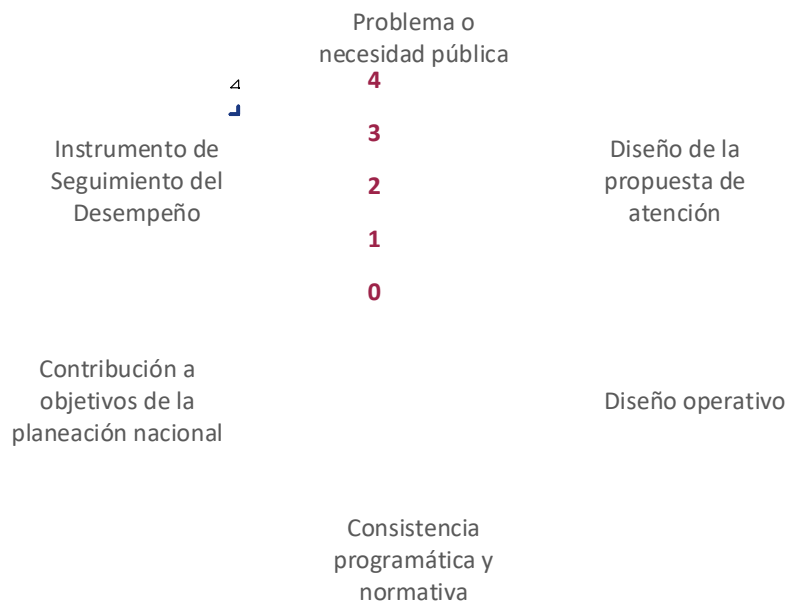 Problema o
necesidad pública
4
3
2
1
0
Diseño de la
propuesta de
atención
Diseño operativo
Consistencia
programática y
normativa
Contribución a
objetivos de la
planeación nacional
Instrumento de
Seguimiento del
Desempeño